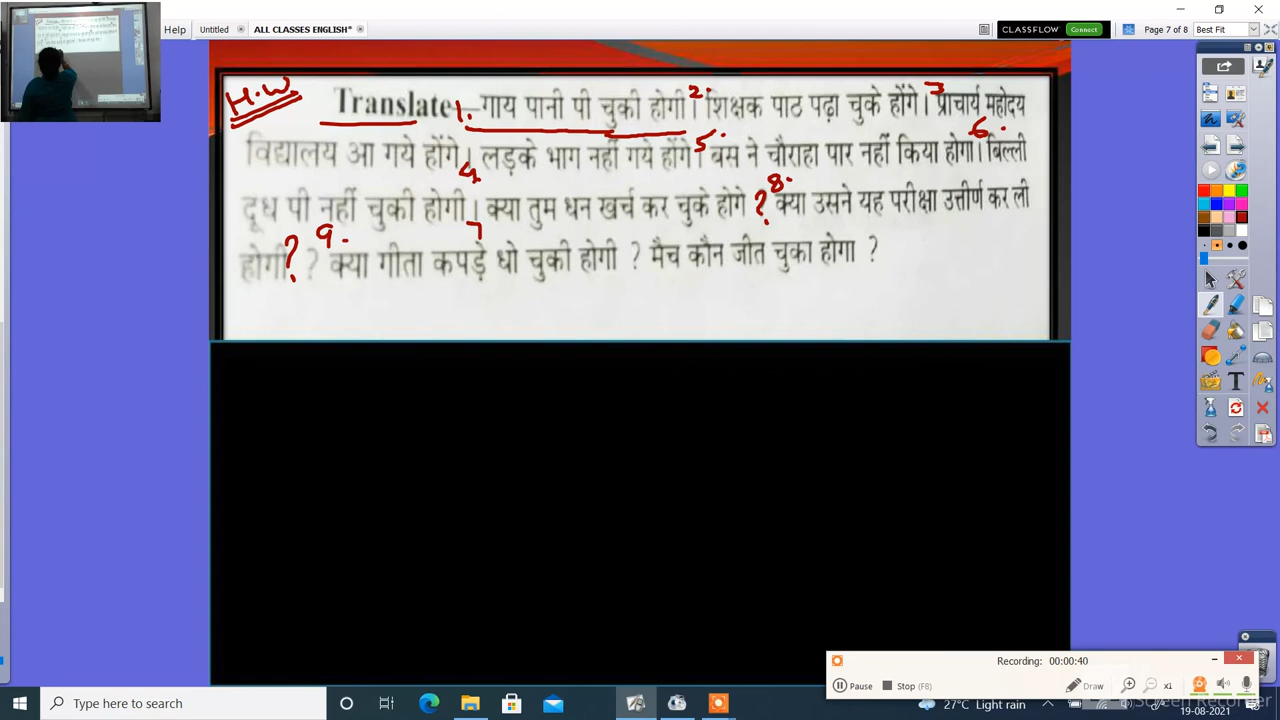 Help Untitled ALL CLASSES ENGLISH* CLASSFLOW Connect Page 7 of 8 Best Fit
H.W
Translate 1.—गाय पानी पी चुकी होगी। 2. शिक्षक पाठ पढ़ा चुके होंगे। 3 प्राचार्य महोदय
विद्यालय आ गये होंगे। 4 लड़के भाग नहीं गये होंगे। 5. बस ने चौराहा पार नहीं किया होगा। 6. बिल्ली
दूध पी नहीं चुकी होगी। 7 क्या तुम धन खर्च कर चुके होगे ? 8. क्या उसने यह परीक्षा उत्तीर्ण कर ली
होगी ? ? 9. क्या गीता कपड़े धो चुकी होगी ? मैच कौन जीत चुका होगा ?
Recording: 00:00:40
Pause Stop (F8) Draw x1
Screen Recorder
Type here to search
27°C Light rain
19-08-2021